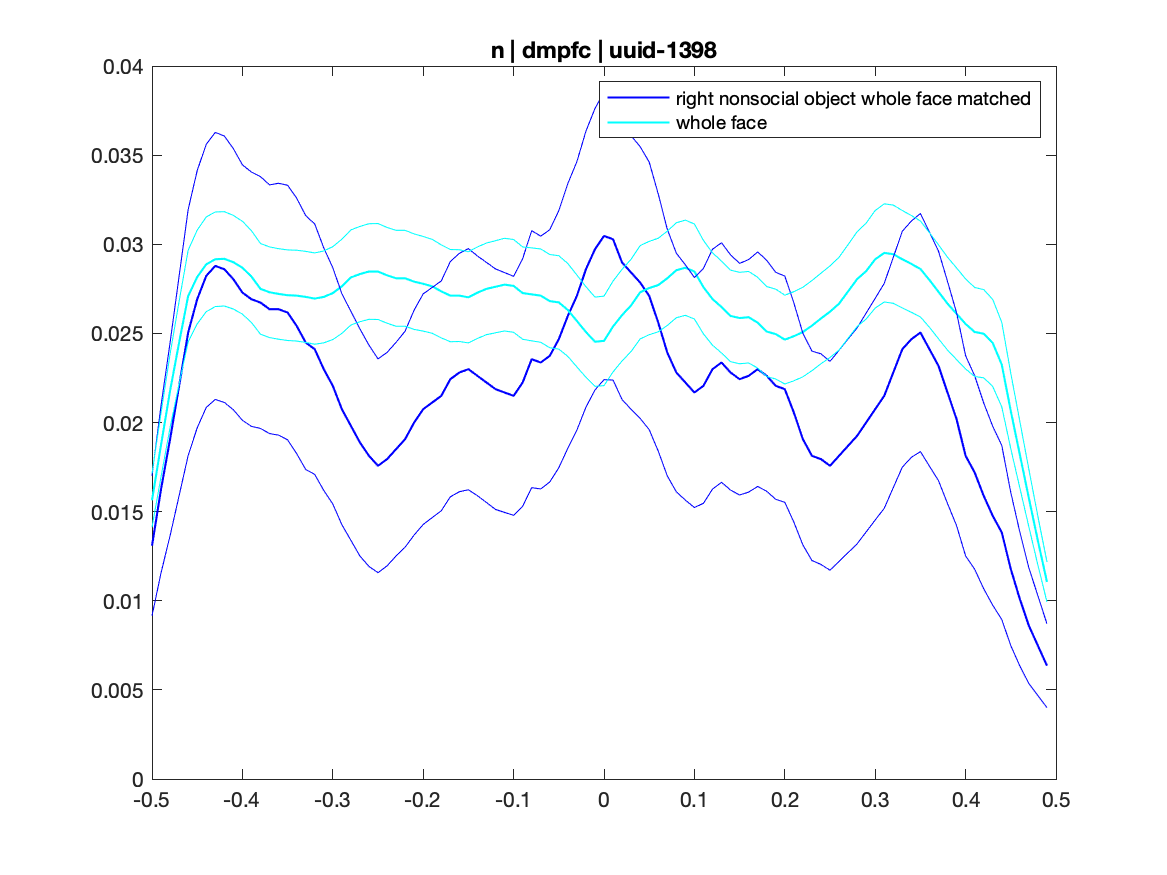 n | dmpfc | uuid-1398
right nonsocial object whole face matched
whole face
0.04
0.035
0.03
0.025
0.02
0.015
0.01
0.005
0
-0.5 -0.4 -0.3 -0.2 -0.1 0 0.1 0.2 0.3 0.4 0.5